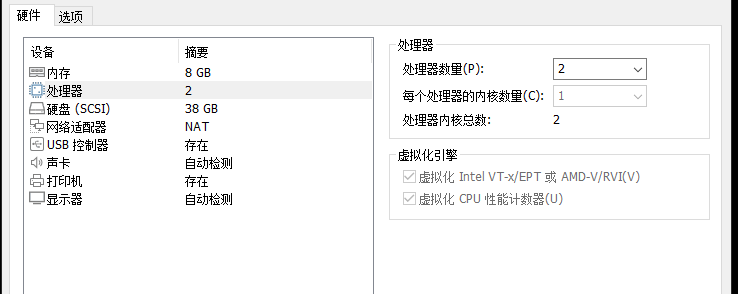 硬件 选项
设备 摘要
内存 8 GB
处理器 2
硬盘 (SCSI) 38 GB
网络适配器 NAT
USB 控制器 存在
声卡 自动检测
打印机 存在
显示器 自动检测
处理器
处理器数量(P): 2
每个处理器的内核数量(C): 1
处理器内核总数: 2
虚拟化引擎
虚拟化 Intel VT-x/EPT 或 AMD-V/RVI(V)
虚拟化 CPU 性能计数器(U)